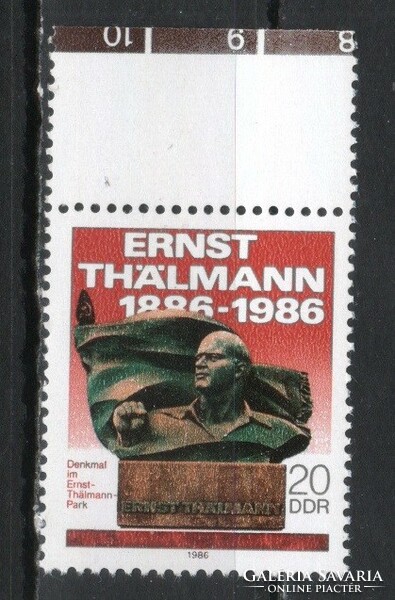 10 9 8
ERNST
THÄLMANN
1886-1986
Denkmal
im
Ernst-
Thälmann-
Park
ERNST THÄLMANN
20
DDR
1986
GALERIA SAVARIA
ONLINE PIACTÉR